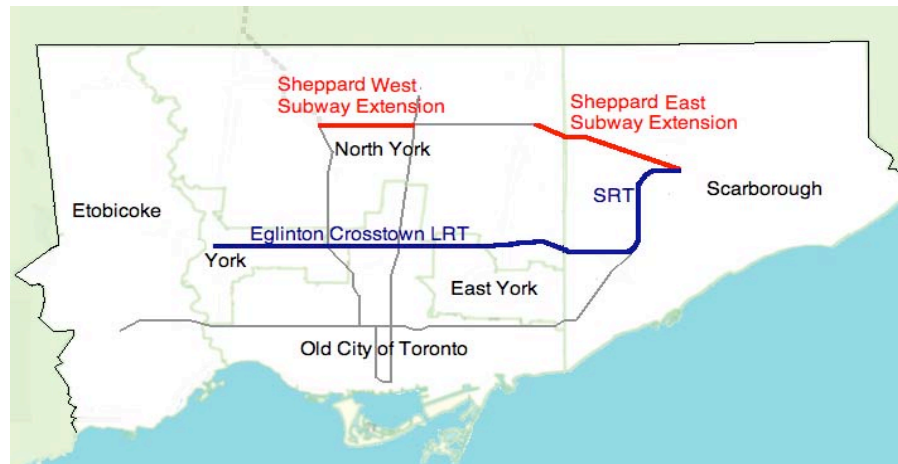 Sheppard West
Subway Extension
Sheppard East
Subway Extension
North York
Scarborough
SRT
Etobicoke
Eglinton Crosstown LRT
York
East York
Old City of Toronto